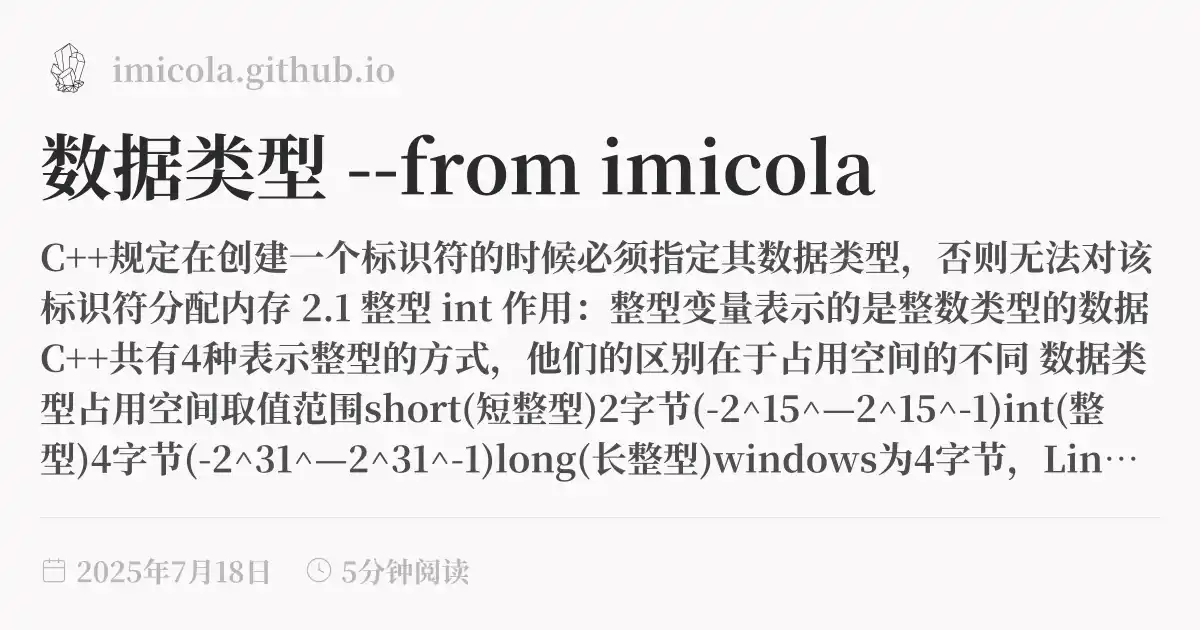 imicola.github.io
数据类型 --from imicola
C++规定在创建一个标识符的时候必须指定其数据类型，否则无法对该
标识符分配内存 2.1 整型 int 作用：整型变量表示的是整数类型的数据
C++共有4种表示整型的方式，他们的区别在于占用空间的不同 数据类
型占用空间取值范围short(短整型)2字节(-2^15^—2^15^-1)int(整
型)4字节(-2^31^—2^31^-1)long(长整型)windows为4字节，Lin…
2025年7月18日 5分钟阅读